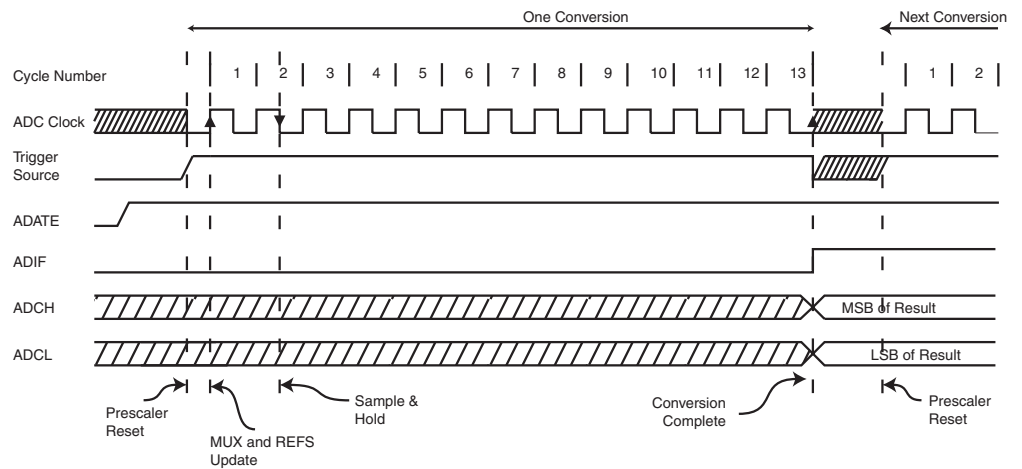 One Conversion
Next Conversion
Cycle Number
1 2 3 4 5 6 7 8 9 10 11 12 13 1 2
ADC Clock
Trigger
Source
ADATE
ADIF
ADCH
MSB of Result
ADCL
LSB of Result
Prescaler
Reset
MUX and REFS
Update
Sample &
Hold
Conversion
Complete
Prescaler
Reset